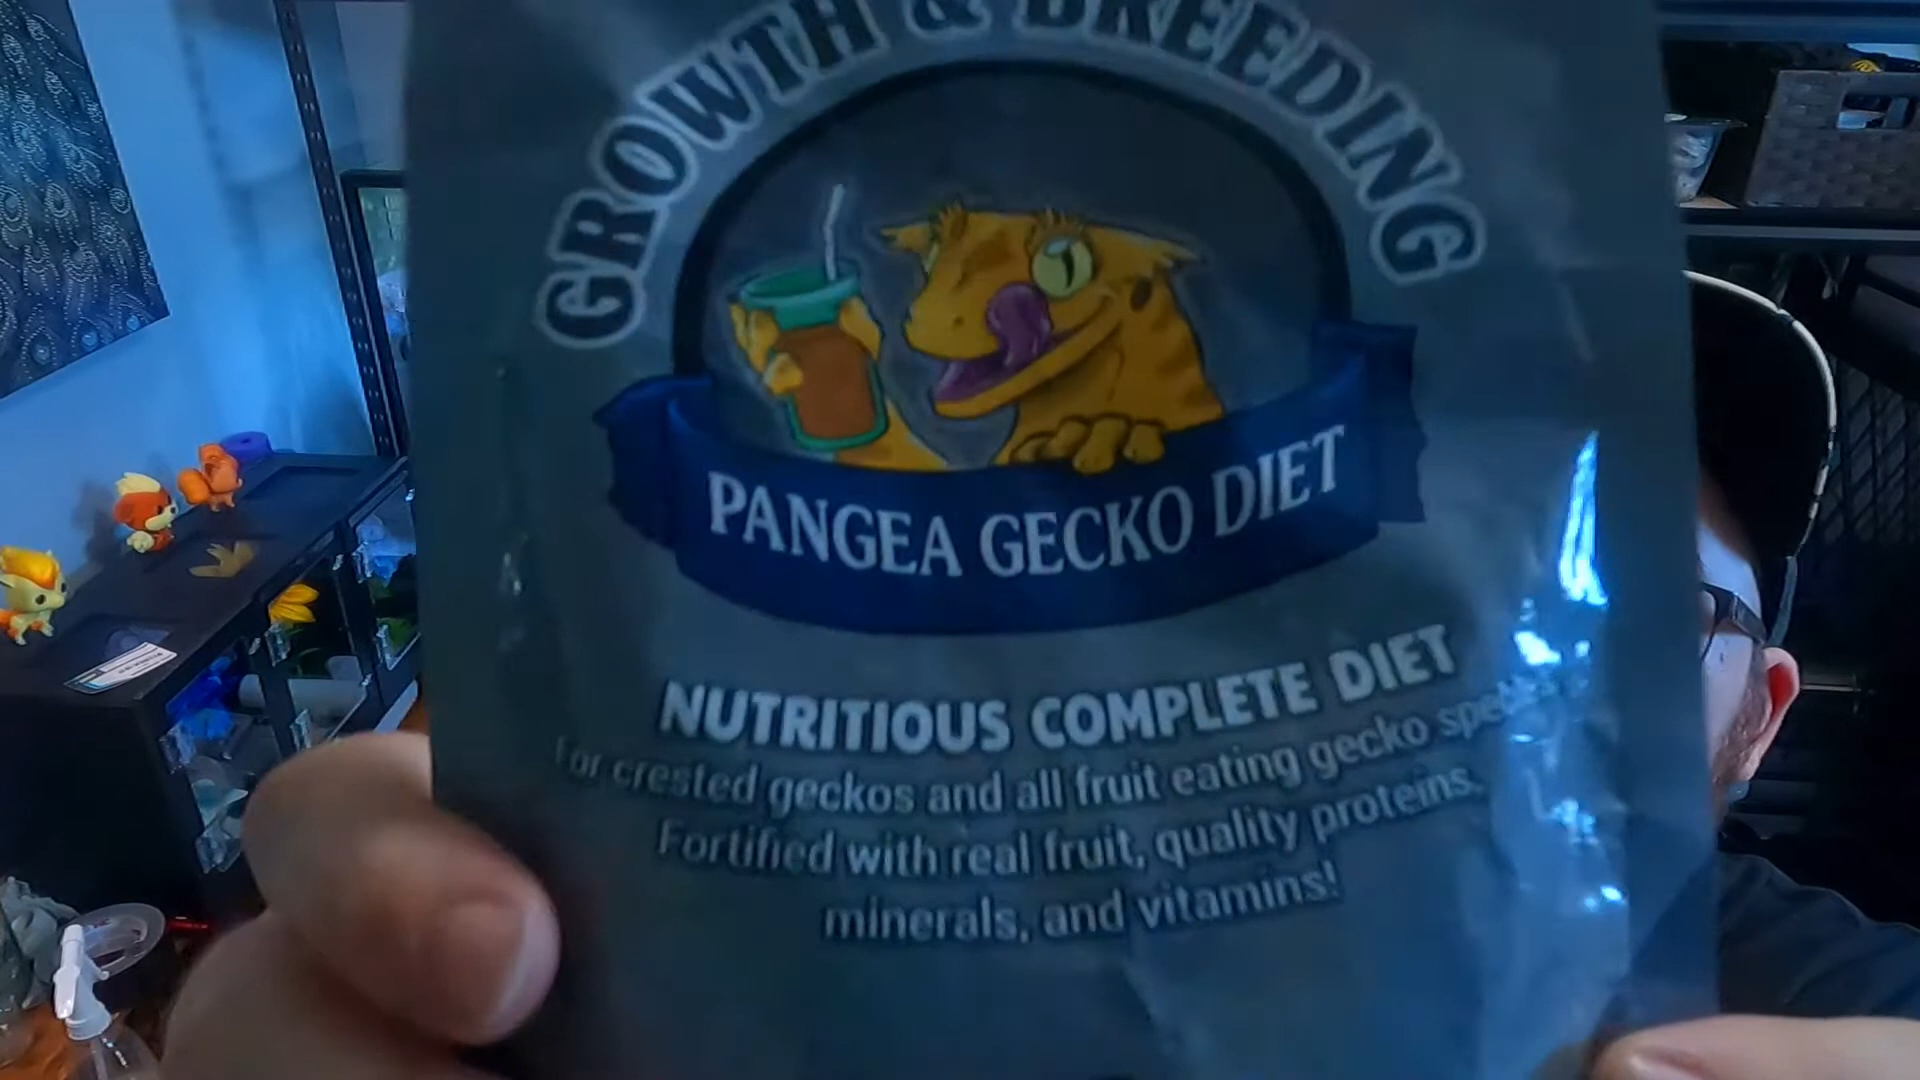 GROWTH & BREEDING
PANGEA GECKO DIET
NUTRITIOUS COMPLETE DIET
For crested geckos and all fruit eating gecko
Fortified with real fruit, quality proteins,
minerals, and vitamins!